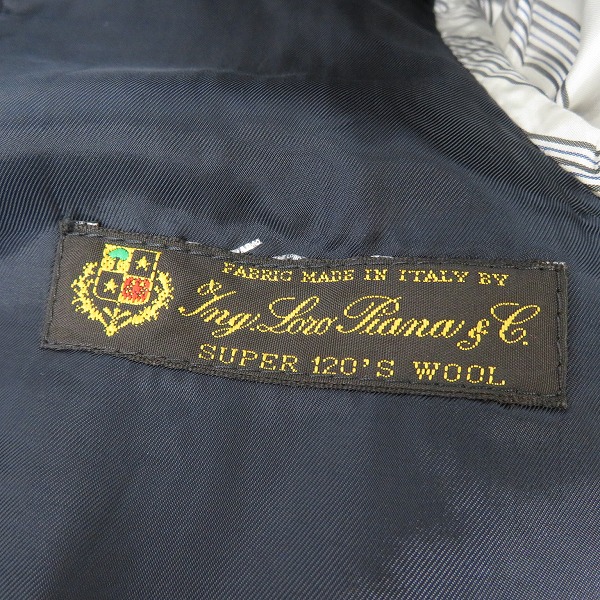 FABRIC MADE IN ITALY BY
Ing. Loro Piana & C.
SUPER 120'S WOOL